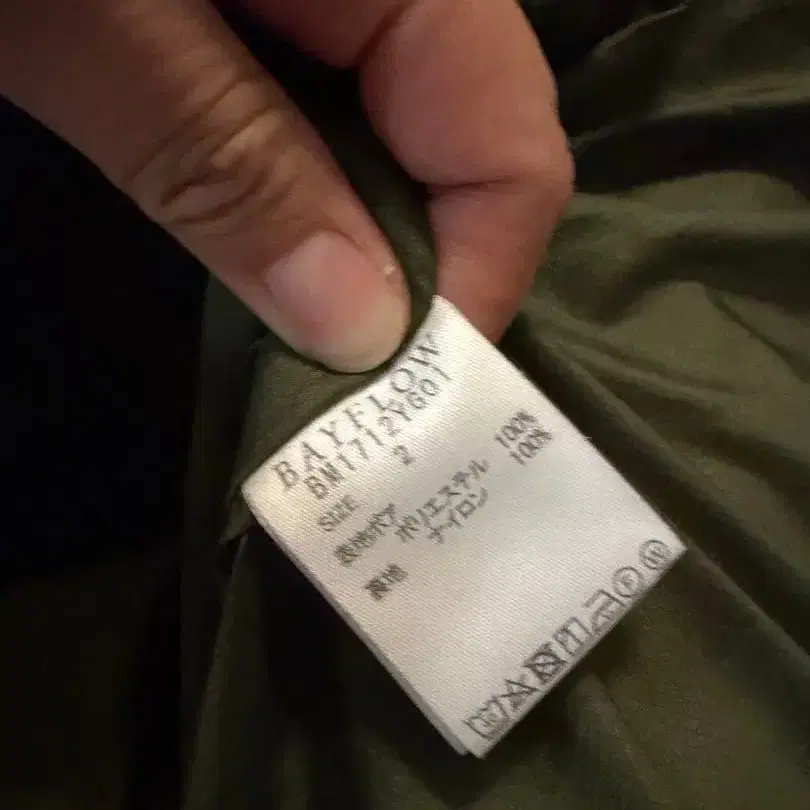 BAYFLOW
BM1712Y601
SIZE 2
表地ボア ポリエステル 100%
裏地 ナイロン 100%